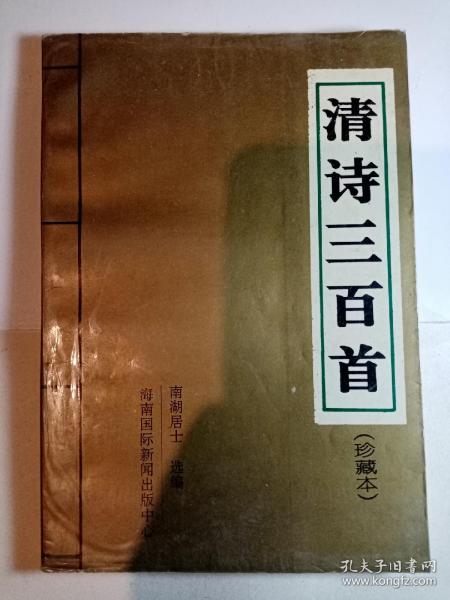 清诗三百首
(珍藏本)
南湖居士 选编
海南国际新闻出版中心
孔夫子旧书网
www.kongfz.com